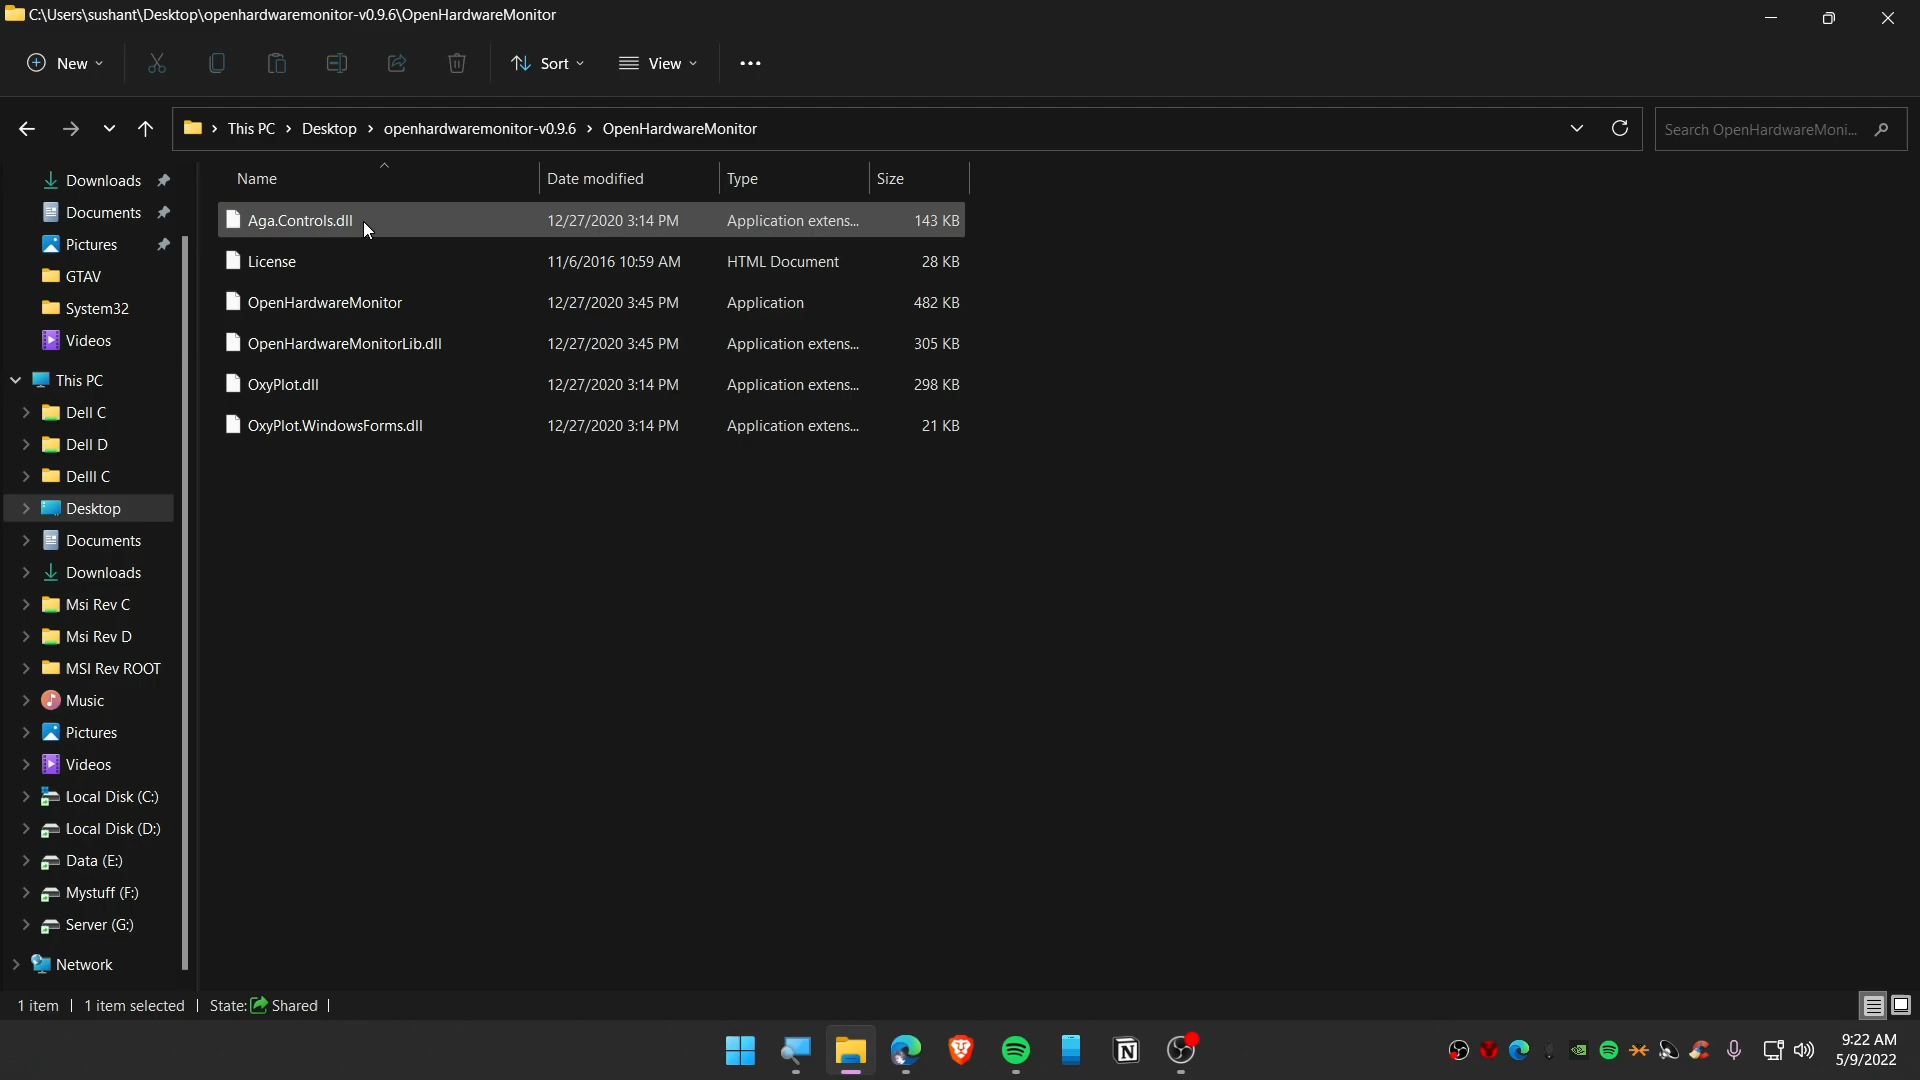 C:\Users\sushant\Desktop\openhardwaremonitor-v0.9.6\OpenHardwareMonitor
New Sort View
This PC > Desktop > openhardwaremonitor-v0.9.6 > OpenHardwareMonitor Search OpenHardwareMoni...
Downloads
Documents
Pictures
GTAV
System32
Videos
This PC
Dell C
Dell D
Delll C
Desktop
Documents
Downloads
Msi Rev C
Msi Rev D
MSI Rev ROOT
Music
Pictures
Videos
Local Disk (C:)
Local Disk (D:)
Data (E:)
Mystuff (F:)
Server (G:)
Network
Name Date modified Type Size
Aga.Controls.dll 12/27/2020 3:14 PM Application extens... 143 KB
License 11/6/2016 10:59 AM HTML Document 28 KB
OpenHardwareMonitor 12/27/2020 3:45 PM Application 482 KB
OpenHardwareMonitorLib.dll 12/27/2020 3:45 PM Application extens... 305 KB
OxyPlot.dll 12/27/2020 3:14 PM Application extens... 298 KB
OxyPlot.WindowsForms.dll 12/27/2020 3:14 PM Application extens... 21 KB
1 item | 1 item selected | State: Shared |
9:22 AM
5/9/2022